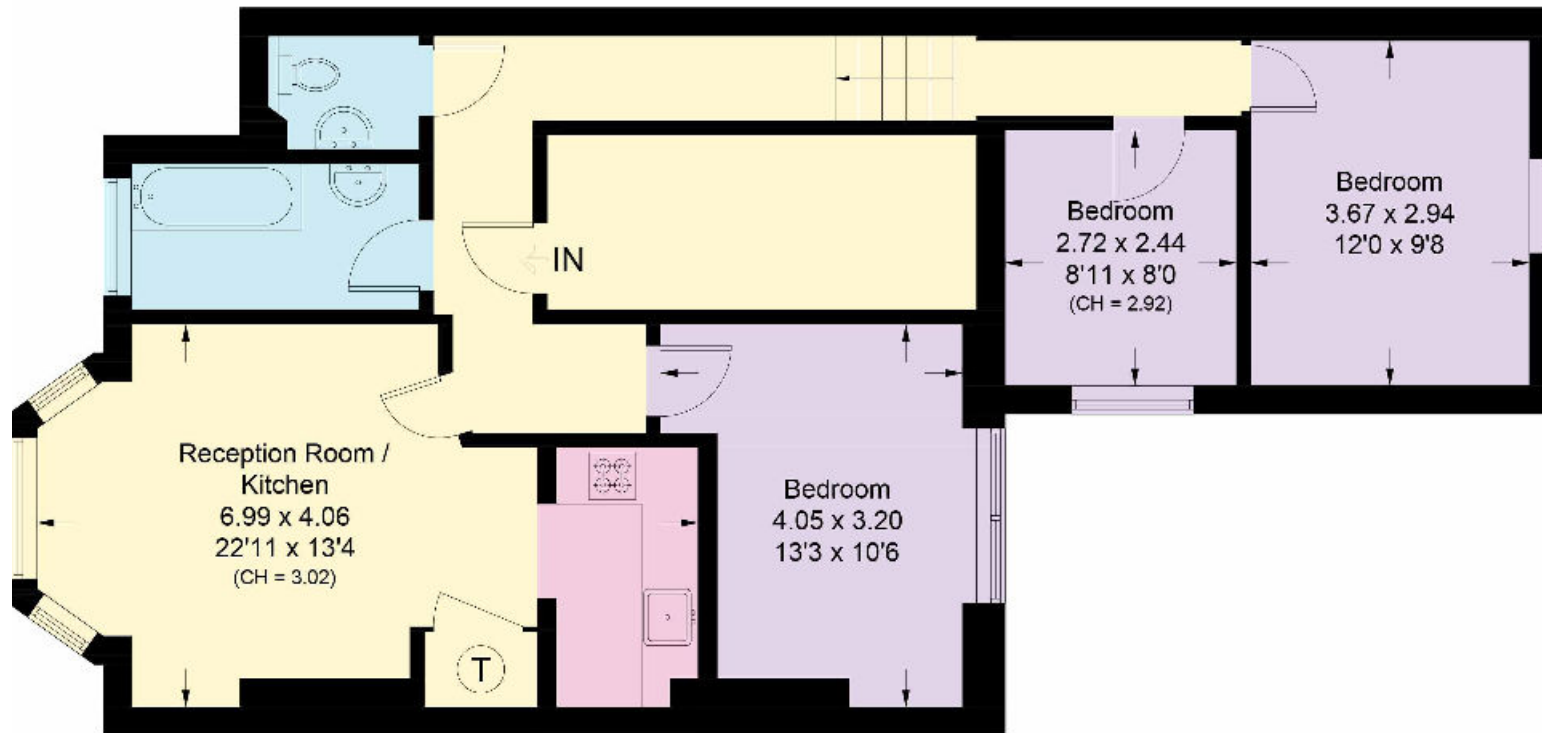 IN
Bedroom
2.72 x 2.44
8'11 x 8'0
(CH = 2.92)
Bedroom
3.67 x 2.94
12'0 x 9'8
Reception Room /
Kitchen
6.99 x 4.06
22'11 x 13'4
(CH = 3.02)
T
Bedroom
4.05 x 3.20
13'3 x 10'6